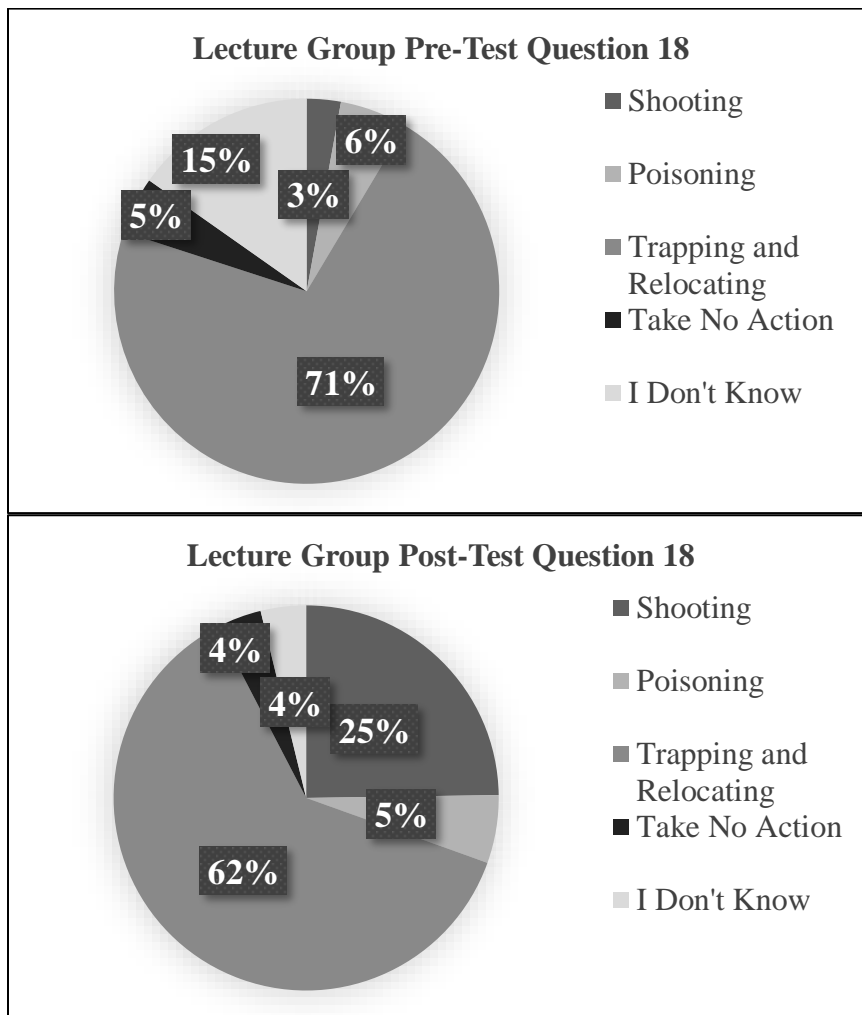 Lecture Group Pre-Test Question 18
Shooting
6%
15%
3%
Poisoning
5%
Trapping and
Relocating
Take No Action
71%
I Don't Know
Lecture Group Post-Test Question 18
Shooting
4%
4%
Poisoning
25%
Trapping and
Relocating
5%
Take No Action
62%
I Don't Know